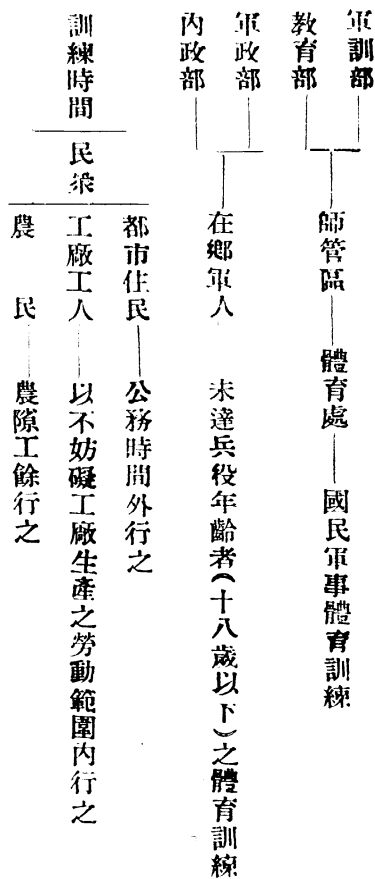 軍訓部
教育部
師管區 體育處 國民軍事體育訓練
軍政部
內政部
在鄉軍人 未達兵役年齡者(十八歲以下)之體育訓練
訓練時間
民眾
都市住民 公務時間外行之
工廠工人 以不妨礙工廠生產之勞動範圍內行之
農民 農隙工餘行之